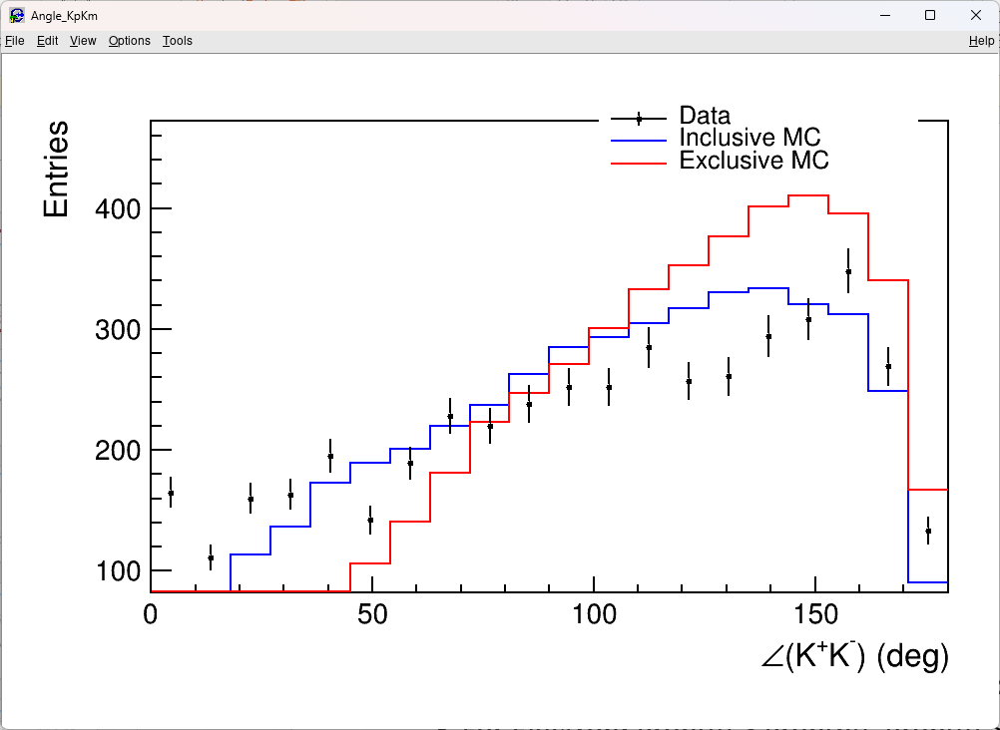 Angle_KpKm
File Edit View Options Tools Help
Data
Inclusive MC
Exclusive MC
Entries
400
300
200
100
0 50 100 150
∠(K⁺K⁻) (deg)